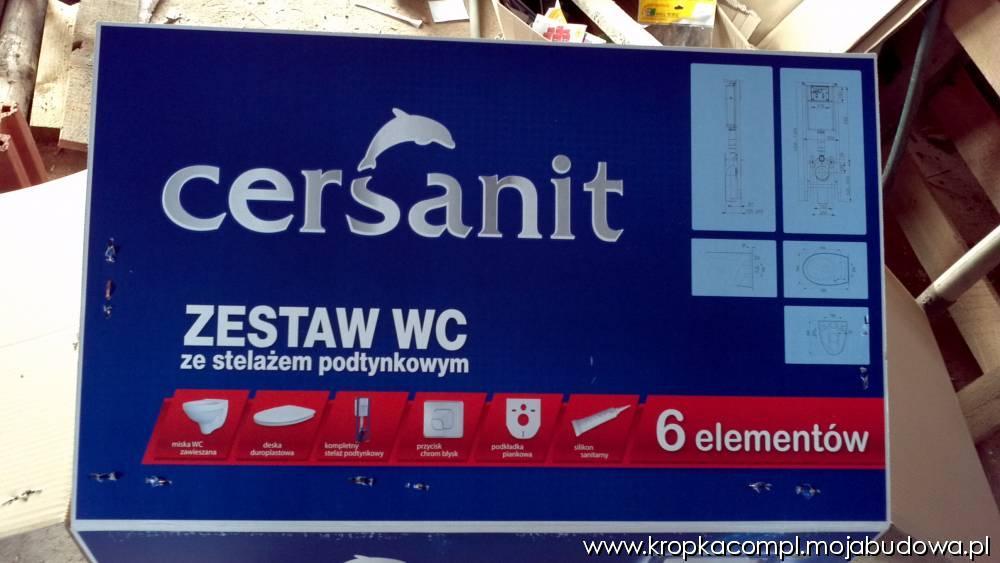 cersanit
ZESTAW WC
ze stelażem podtynkowym
miska WC
zawieszana
deska
duroplastowa
kompletny
stelaż podtynkowy
przycisk
chrom błysk
podkładka
piankowa
silikon
sanitarny
6 elementów
www.kropkacompl.mojabudowa.pl